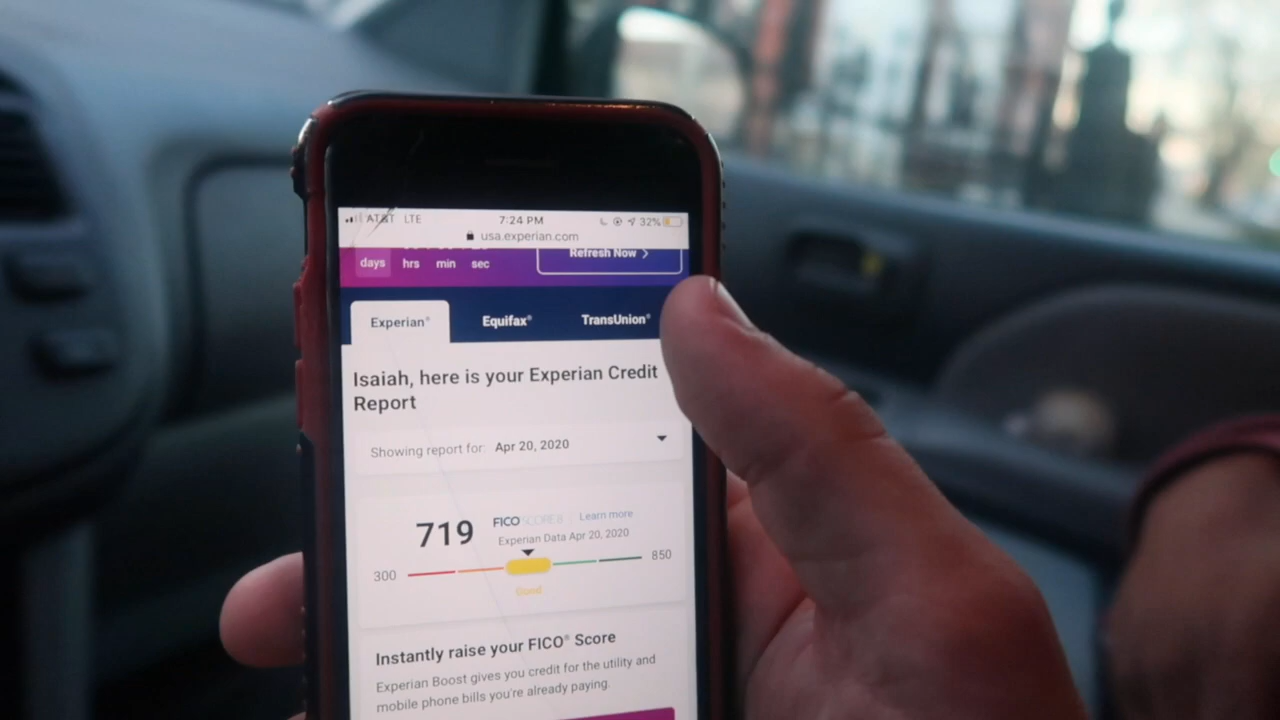 AT&T LTE 7:24 PM 32%
usa.experian.com
days hrs min sec Refresh Now
Experian® Equifax® TransUnion®
Isaiah, here is your Experian Credit
Report
Showing report for: Apr 20, 2020
719 FICO SCORE 8 Learn more
Experian Data Apr 20, 2020
300 850
Good
Instantly raise your FICO® Score
Experian Boost gives you credit for the utility and
mobile phone bills you're already paying.